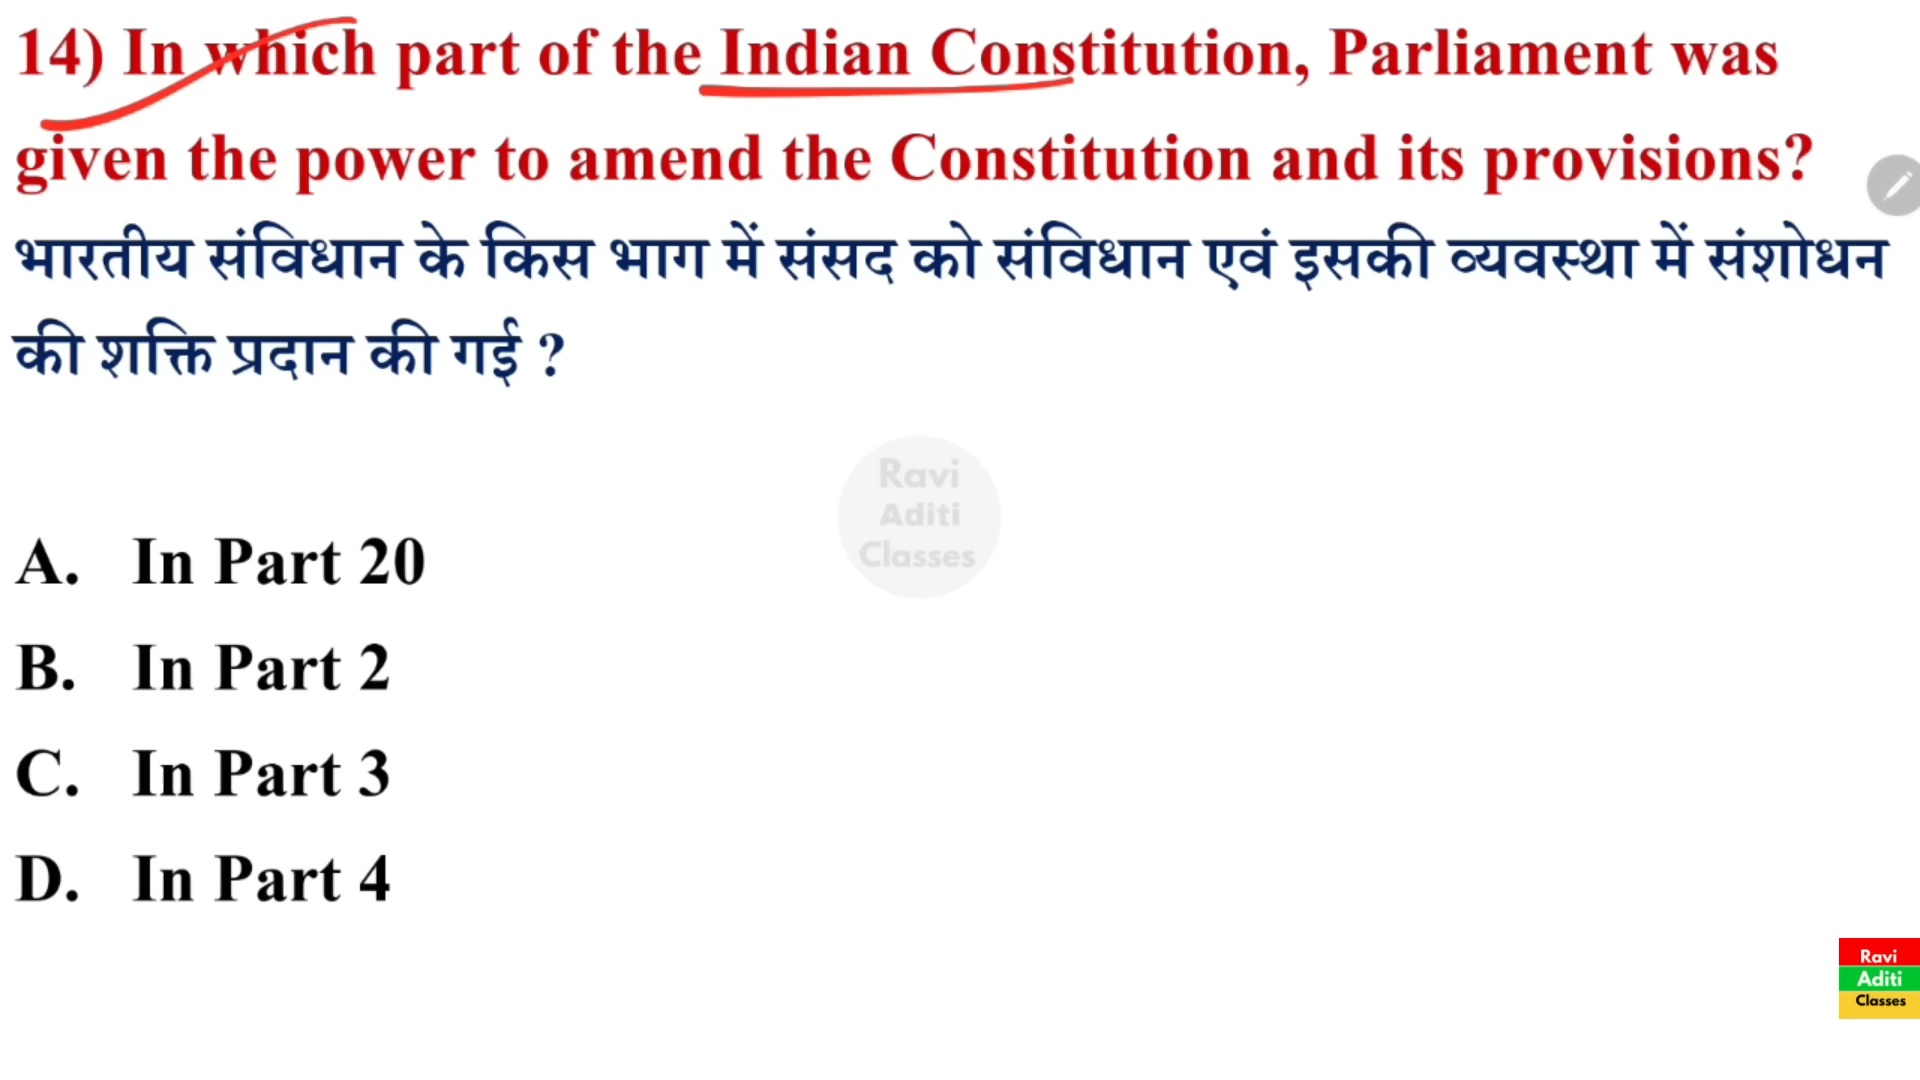 14) In which part of the Indian Constitution, Parliament was
given the power to amend the Constitution and its provisions?
भारतीय संविधान के किस भाग में संसद को संविधान एवं इसकी व्यवस्था में संशोधन
की शक्ति प्रदान की गई ?
Ravi
Aditi
Classes
A. In Part 20
B. In Part 2
C. In Part 3
D. In Part 4
Ravi
Aditi
Classes